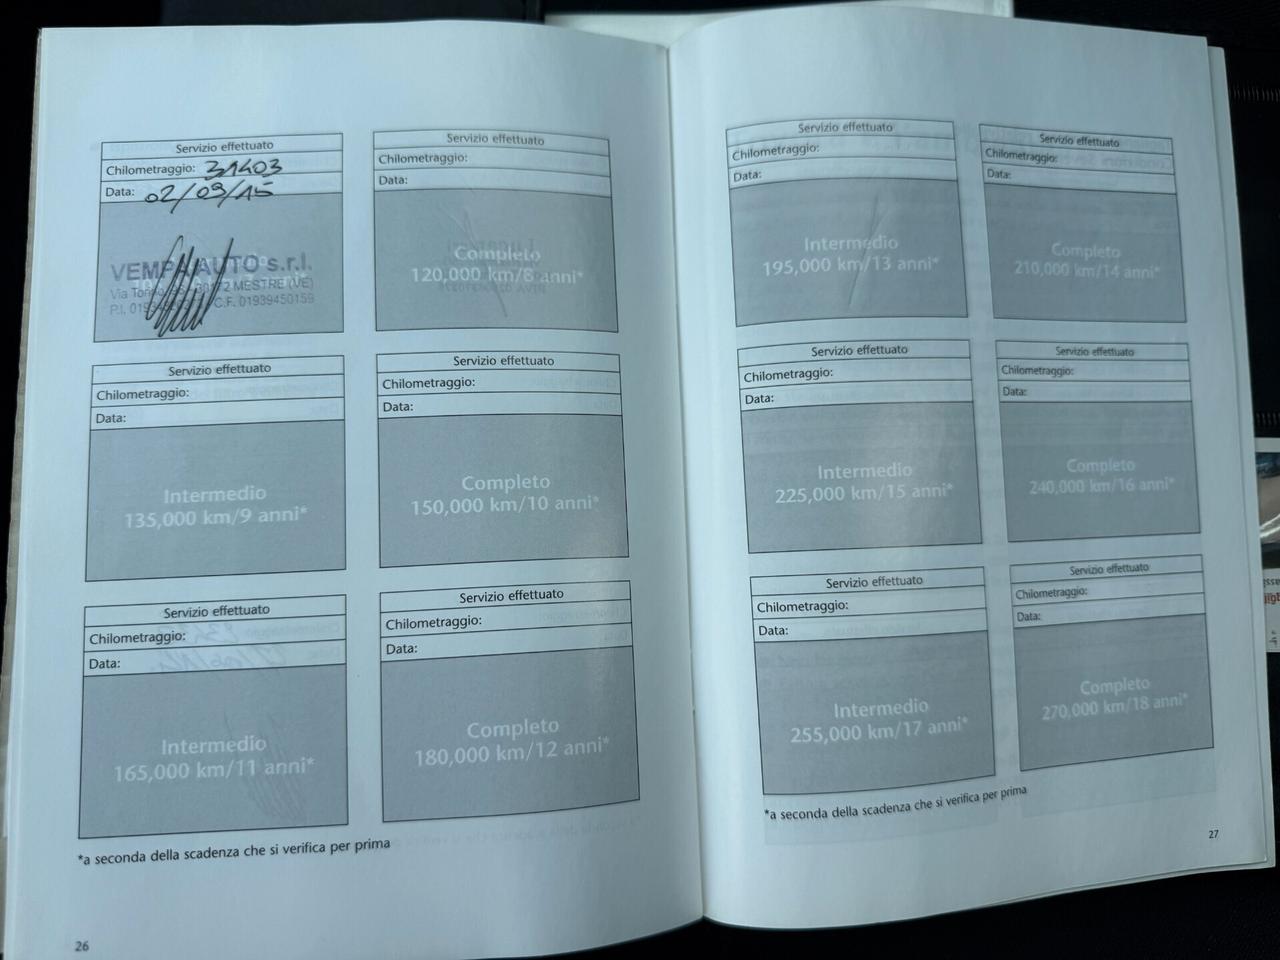 Servizio effettuato
Chilometraggio: 31403
Data: 02/09/15
VEMPA AUTO s.r.l.
Via 30172 MESTRE (VE)
P.I. C.F. 01939450159
Servizio effettuato
Chilometraggio:
Data:
Completo
120,000 km/8 anni*
Servizio effettuato
Chilometraggio:
Data:
Intermedio
135,000 km/9 anni*
Servizio effettuato
Chilometraggio:
Data:
Completo
150,000 km/10 anni*
Servizio effettuato
Chilometraggio:
Data:
Intermedio
165,000 km/11 anni*
Servizio effettuato
Chilometraggio:
Data:
Completo
180,000 km/12 anni*
*a seconda della scadenza che si verifica per prima
26
Servizio effettuato
Chilometraggio:
Data:
Intermedio
195,000 km/13 anni*
Servizio effettuato
Chilometraggio:
Data:
Completo
210,000 km/14 anni*
Servizio effettuato
Chilometraggio:
Data:
Intermedio
225,000 km/15 anni*
Servizio effettuato
Chilometraggio:
Data:
Completo
240,000 km/16 anni*
Servizio effettuato
Chilometraggio:
Data:
Intermedio
255,000 km/17 anni*
Servizio effettuato
Chilometraggio:
Data:
Completo
270,000 km/18 anni*
*a seconda della scadenza che si verifica per prima
27